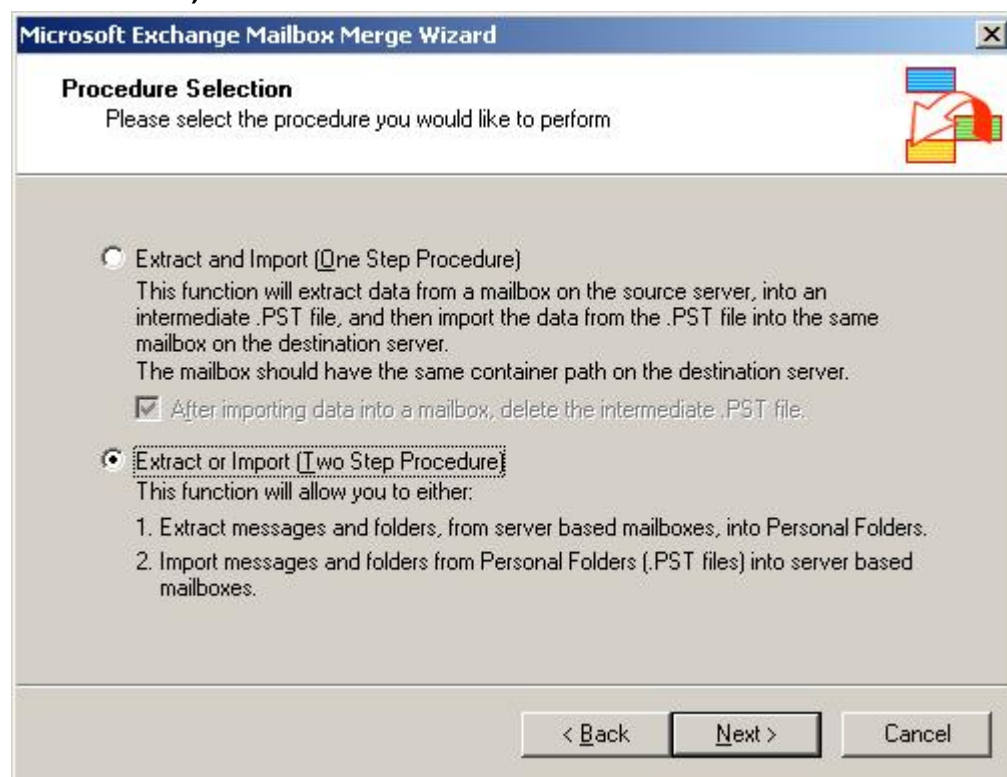 Microsoft Exchange Mailbox Merge Wizard
Procedure Selection
Please select the procedure you would like to perform
Extract and Import (One Step Procedure)
This function will extract data from a mailbox on the source server, into an
intermediate .PST file, and then import the data from the .PST file into the same
mailbox on the destination server.
The mailbox should have the same container path on the destination server.
After importing data into a mailbox, delete the intermediate .PST file.
Extract or Import (Two Step Procedure)
This function will allow you to either:
1. Extract messages and folders, from server based mailboxes, into Personal Folders.
2. Import messages and folders from Personal Folders (.PST files) into server based
mailboxes.
< Back
Next >
Cancel